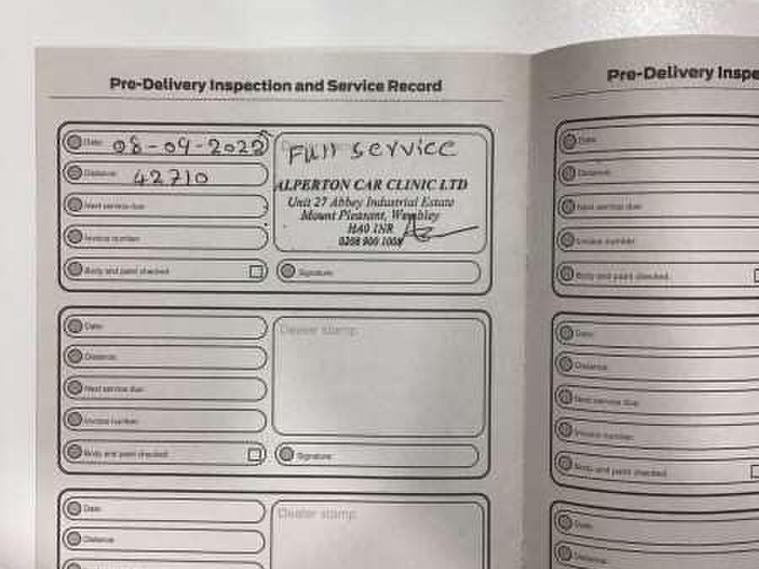 Pre-Delivery Inspection and Service Record
Date: 08-09-2022
Full service
Distance: 42710
ALPERTON CAR CLINIC LTD
Unit 27 Abbey Industrial Estate
Next service due:
Mount Pleasant, Wembley
HA0 1NR
Invoice number:
0208 900 1008
Body and paint checked
Signature:
Date:
Dealer stamp
Distance:
Next service due:
Invoice number:
Body and paint checked
Signature:
Date:
Dealer stamp
Distance:
Pre-Delivery Inspe
Date:
Distance:
Next service due:
Invoice number:
Body and paint checked
Date:
Distance:
Next service due:
Invoice number:
Body and paint checked
Date:
Distance: